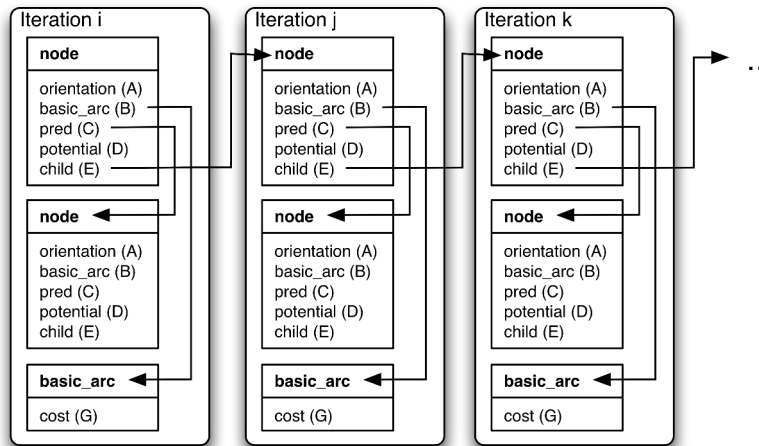 Iteration i
node
orientation (A)
basic_arc (B)
pred (C)
potential (D)
child (E)
node
orientation (A)
basic_arc (B)
pred (C)
potential (D)
child (E)
basic_arc
cost (G)
Iteration j
node
orientation (A)
basic_arc (B)
pred (C)
potential (D)
child (E)
node
orientation (A)
basic_arc (B)
pred (C)
potential (D)
child (E)
basic_arc
cost (G)
Iteration k
node
orientation (A)
basic_arc (B)
pred (C)
potential (D)
child (E)
node
orientation (A)
basic_arc (B)
pred (C)
potential (D)
child (E)
basic_arc
cost (G)
..